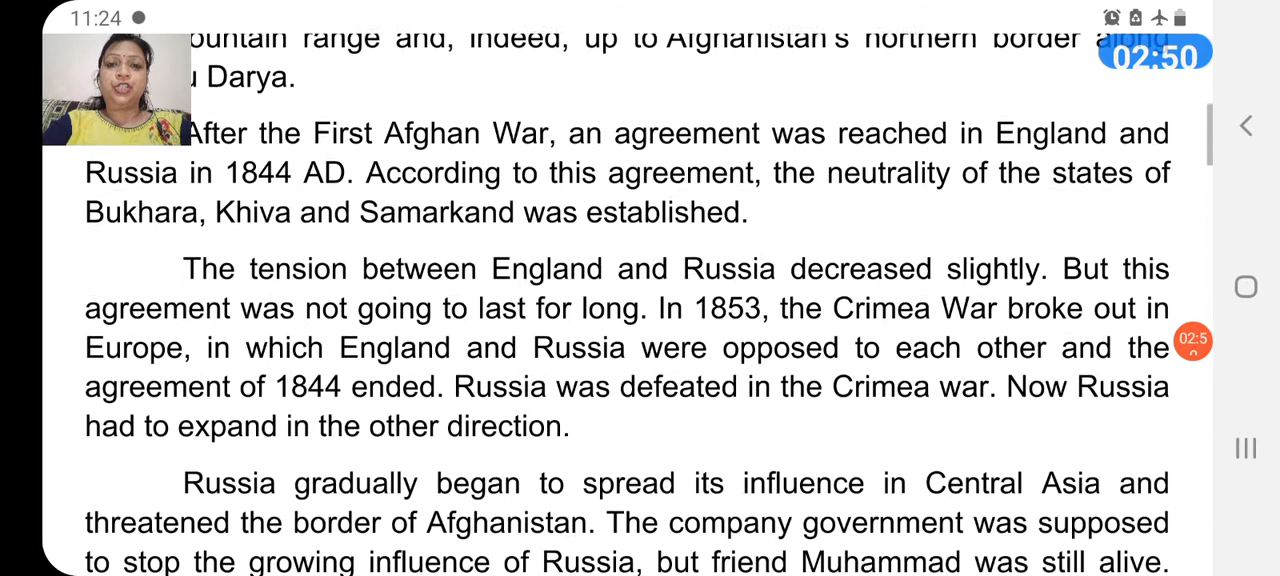 11:24
ountain range and, indeed, up to Afghanistan's northern border along
02:50
Darya.
After the First Afghan War, an agreement was reached in England and
Russia in 1844 AD. According to this agreement, the neutrality of the states of
Bukhara, Khiva and Samarkand was established.
The tension between England and Russia decreased slightly. But this
agreement was not going to last for long. In 1853, the Crimea War broke out in
Europe, in which England and Russia were opposed to each other and the
02:5
agreement of 1844 ended. Russia was defeated in the Crimea war. Now Russia
had to expand in the other direction.
Russia gradually began to spread its influence in Central Asia and
threatened the border of Afghanistan. The company government was supposed
to stop the growing influence of Russia, but friend Muhammad was still alive.